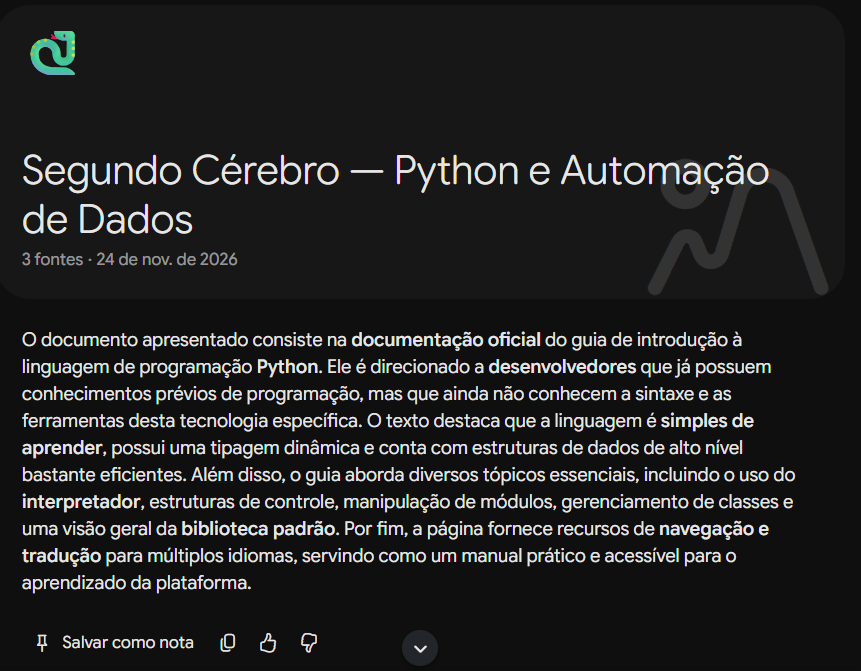 Segundo Cérebro — Python e Automação
de Dados
3 fontes · 24 de nov. de 2026
O documento apresentado consiste na documentação oficial do guia de introdução à
linguagem de programação Python. Ele é direcionado a desenvolvedores que já possuem
conhecimentos prévios de programação, mas que ainda não conhecem a sintaxe e as
ferramentas desta tecnologia específica. O texto destaca que a linguagem é simples de
aprender, possui uma tipagem dinâmica e conta com estruturas de dados de alto nível
bastante eficientes. Além disso, o guia aborda diversos tópicos essenciais, incluindo o uso do
interpretador, estruturas de controle, manipulação de módulos, gerenciamento de classes e
uma visão geral da biblioteca padrão. Por fim, a página fornece recursos de navegação e
tradução para múltiplos idiomas, servindo como um manual prático e acessível para o
aprendizado da plataforma.
Salvar como nota